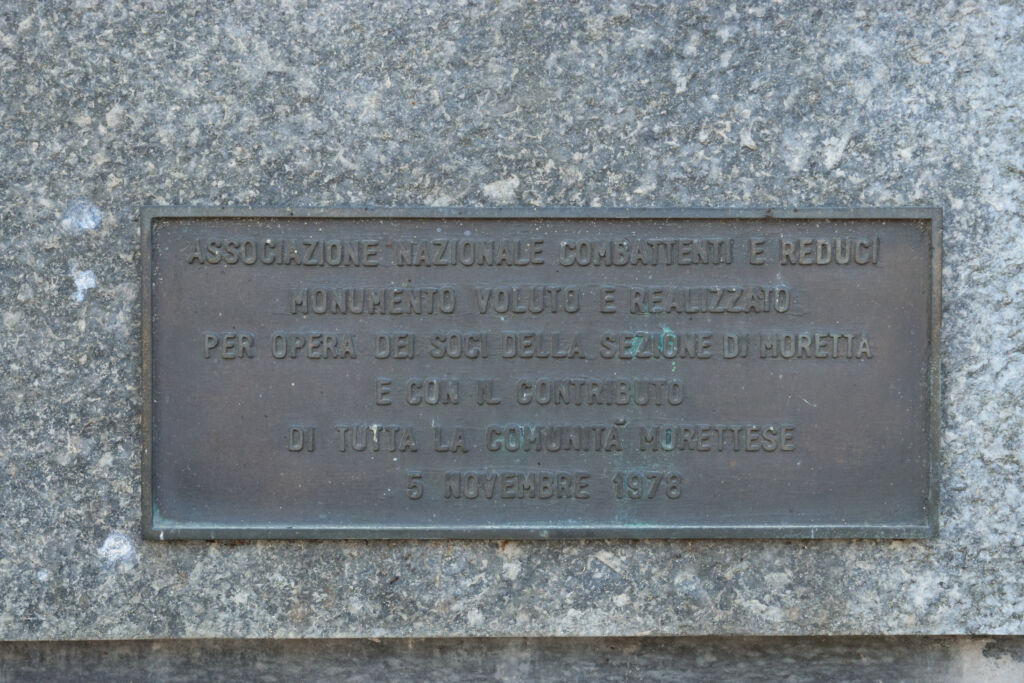 ASSOCIAZIONE NAZIONALE COMBATTENTI E REDUCI
MONUMENTO VOLUTO E REALIZZATO
PER OPERA DEI SOCI DELLA SEZIONE DI MORETTA
E CON IL CONTRIBUTO
DI TUTTA LA COMUNITÀ MORETTESE
5 NOVEMBRE 1978